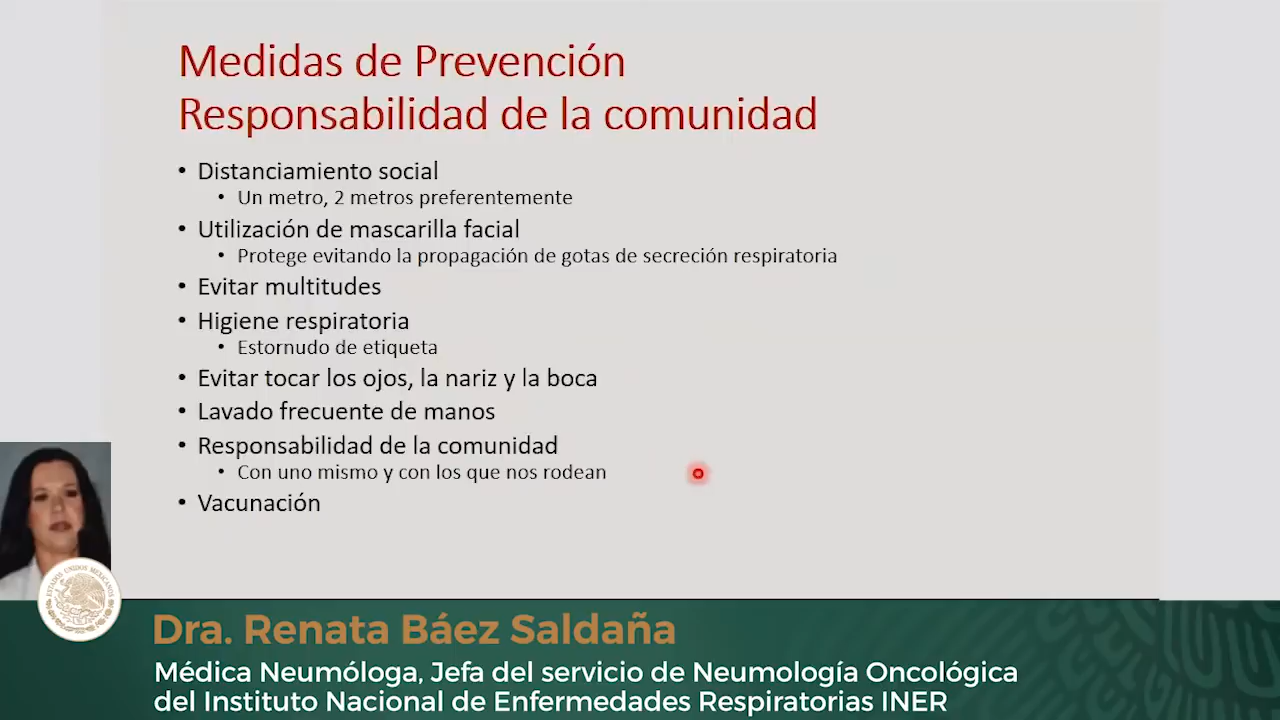 Medidas de Prevención
Responsabilidad de la comunidad
• Distanciamiento social
• Un metro, 2 metros preferentemente
• Utilización de mascarilla facial
• Protege evitando la propagación de gotas de secreción respiratoria
• Evitar multitudes
• Higiene respiratoria
• Estornudo de etiqueta
• Evitar tocar los ojos, la nariz y la boca
• Lavado frecuente de manos
• Responsabilidad de la comunidad
• Con uno mismo y con los que nos rodean
• Vacunación
ESTADOS UNIDOS MEXICANOS
Dra. Renata Báez Saldaña
Médica Neumóloga, Jefa del servicio de Neumología Oncológica
del Instituto Nacional de Enfermedades Respiratorias INER